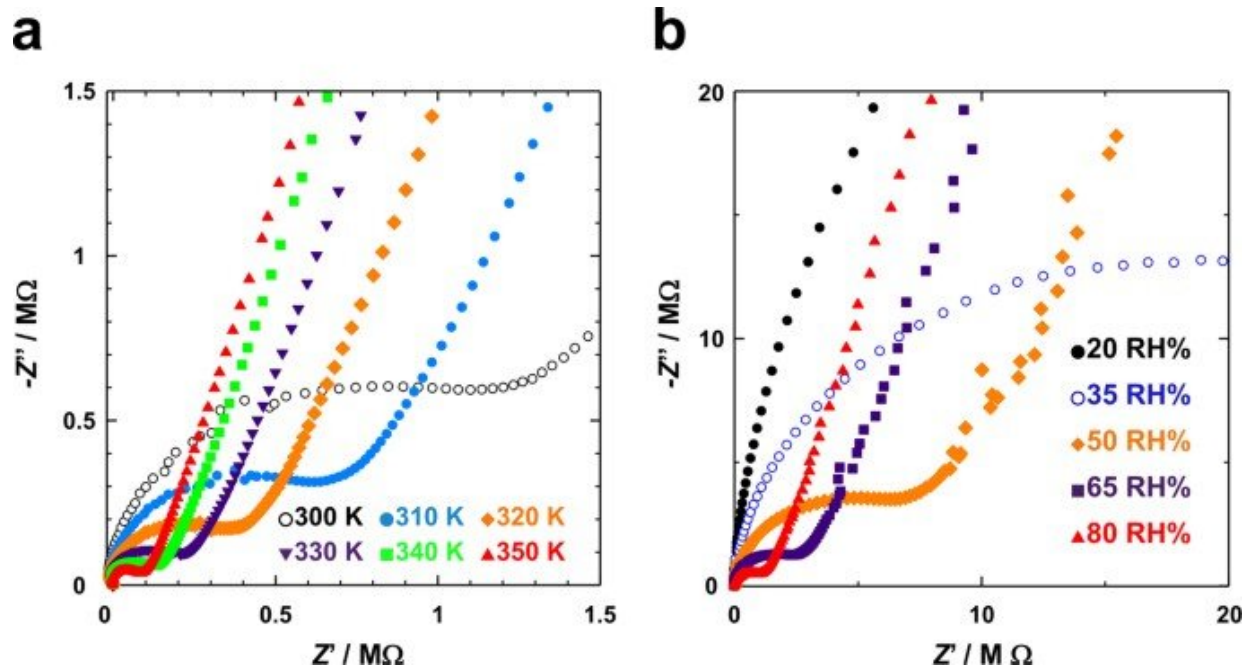 a
b
1.5
1
0.5
0
-Z" / MΩ
300 K 310 K 320 K
330 K 340 K 350 K
0 0.5 1 1.5
Z' / MΩ
20
10
0
-Z" / MΩ
20 RH%
35 RH%
50 RH%
65 RH%
80 RH%
0 10 20
Z' / M Ω